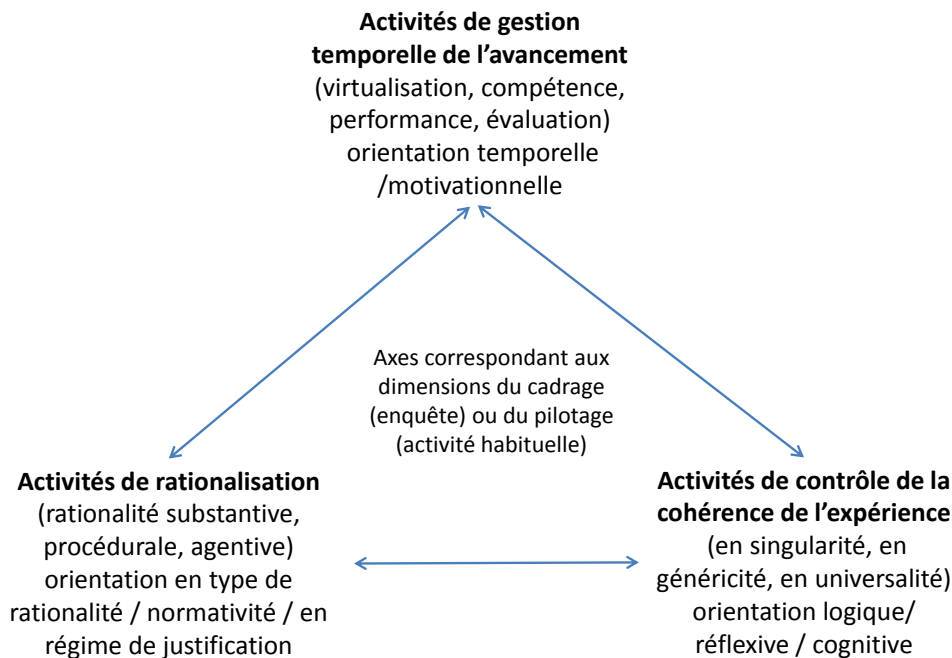 Activités de gestion
temporelle de l’avancement
(virtualisation, compétence,
performance, évaluation)
orientation temporelle
/motivationnelle
Axes correspondant aux
dimensions du cadrage
(enquête) ou du pilotage
(activité habituelle)
Activités de rationalisation
(rationalité substantive,
procédurale, agentive)
orientation en type de
rationalité / normativité / en
régime de justification
Activités de contrôle de la
cohérence de l’expérience
(en singularité, en
généricité, en universalité)
orientation logique/
réflexive / cognitive